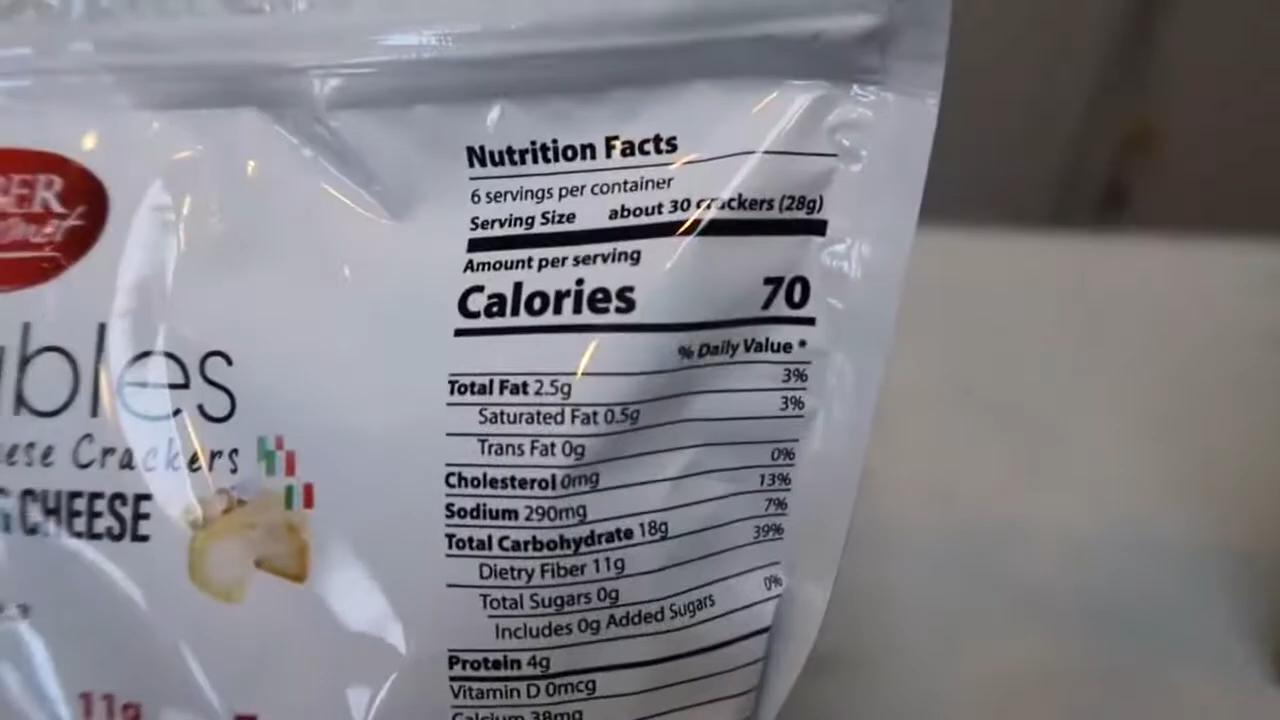 BER
bles
ese Crackers
G CHEESE
11g
Nutrition Facts
6 servings per container
Serving Size about 30 crackers (28g)
Amount per serving
Calories 70
% Daily Value *
Total Fat 2.5g 3%
Saturated Fat 0.5g 3%
Trans Fat 0g
Cholesterol 0mg 0%
Sodium 290mg 13%
Total Carbohydrate 18g 7%
Dietry Fiber 11g 39%
Total Sugars 0g
Includes 0g Added Sugars 0%
Protein 4g
Vitamin D 0mcg
Calcium 38mg